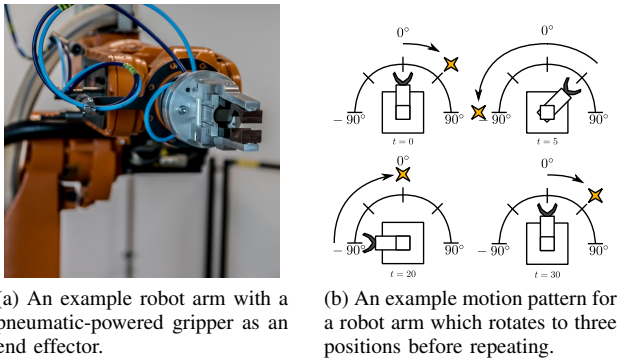 0°
0°
– 90°
90°
– 90°
90°
t = 0
t = 5
0°
0°
– 90°
90°
– 90°
90°
t = 20
t = 30
(a) An example robot arm with a
pneumatic-powered gripper as an
end effector.
(b) An example motion pattern for
a robot arm which rotates to three
positions before repeating.